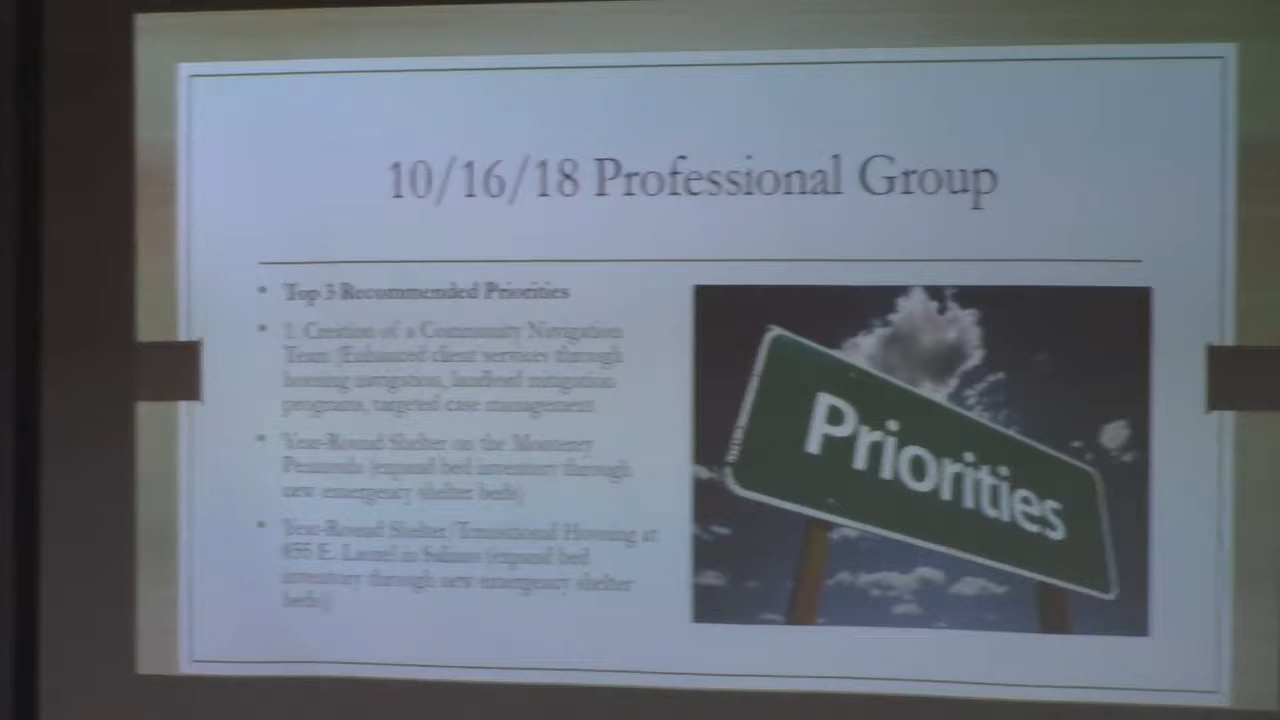 10/16/18 Professional Group
• Top 3 Recommended Priorities
• 1. Creation of a Community Navigation
Team (Enhanced client services through
housing navigation, landlord mitigation
programs, targeted case management
• Year-Round Shelter on the Monterey
Peninsula (expand bed inventory through
new emergency shelter beds)
• Year-Round Shelter/Transitional Housing at
E. Laurel in Salinas (expand bed
inventory through new emergency shelter
beds)
Priorities